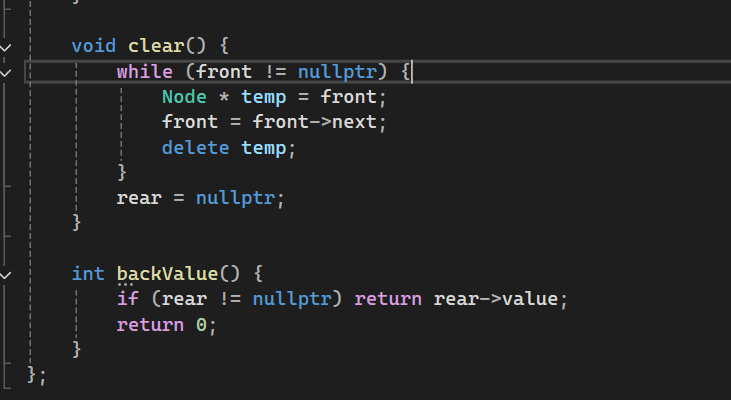 }
void clear() {
while (front != nullptr) {
Node * temp = front;
front = front->next;
delete temp;
}
rear = nullptr;
}
int backValue() {
if (rear != nullptr) return rear->value;
return 0;
}
};